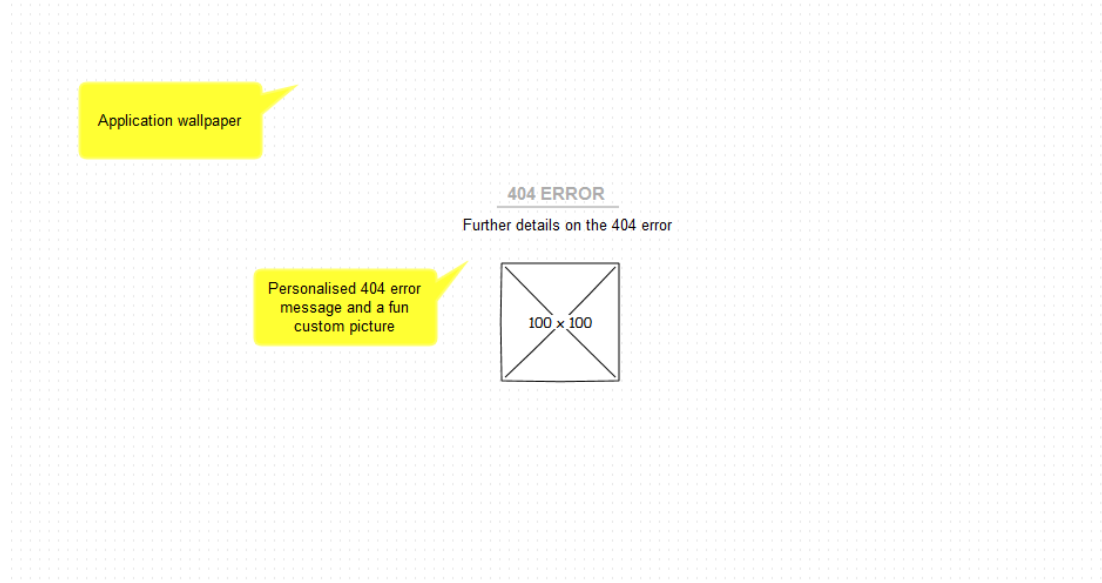 Application wallpaper
404 ERROR
Further details on the 404 error
Personalised 404 error
message and a fun
custom picture
100 x 100